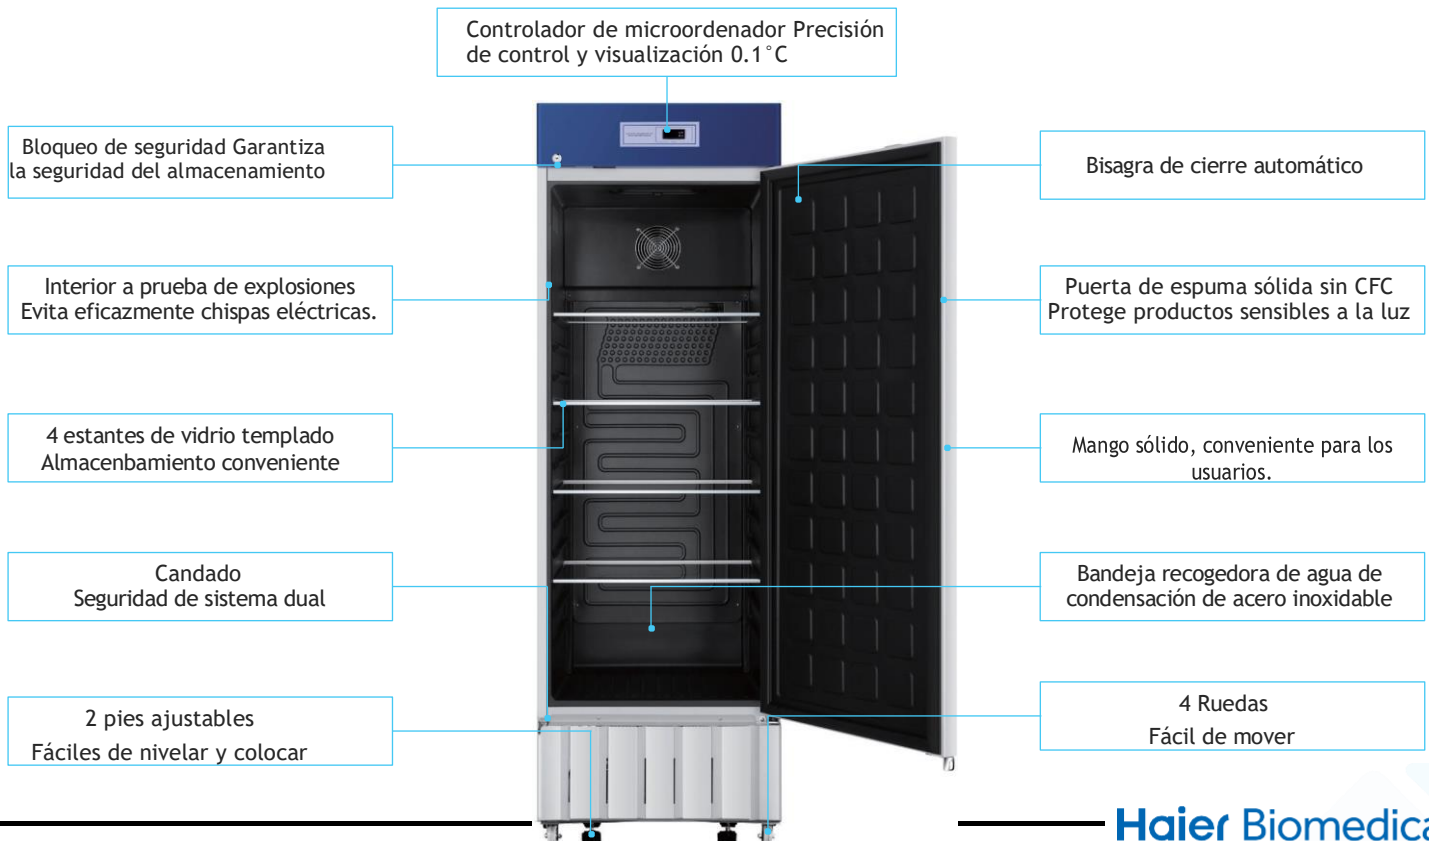 Controlador de microordenador Precisión
de control y visualización 0.1°C
Bloqueo de seguridad Garantiza
la seguridad del almacenamiento
Bisagra de cierre automático
Interior a prueba de explosiones
Evita eficazmente chispas eléctricas.
Puerta de espuma sólida sin CFC
Protege productos sensibles a la luz
4 estantes de vidrio templado
Almacenbamiento conveniente
Mango sólido, conveniente para los
usuarios.
Candado
Seguridad de sistema dual
Bandeja recogedora de agua de
condensación de acero inoxidable
2 pies ajustables
Fáciles de nivelar y colocar
4 Ruedas
Fácil de mover
Haier Biomedica